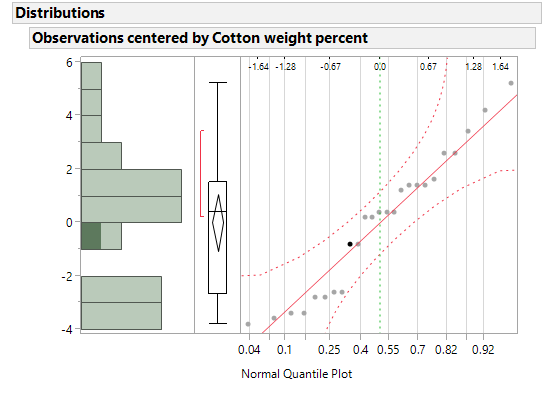 Distributions
Observations centered by Cotton weight percent
-1.64 -1.28 -0.67 0.0 0.67 1.28 1.64
6
4
2
0
-2
-4
0.04 0.1 0.25 0.4 0.55 0.7 0.82 0.92
Normal Quantile Plot